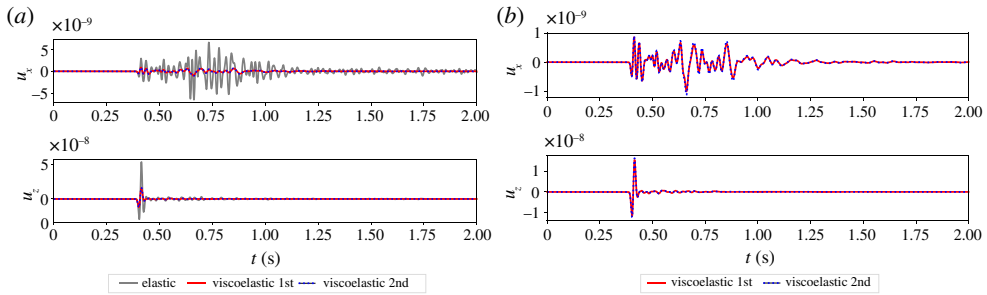 (a)
×10⁻⁹
5
0
−5
uₓ
0 0.25 0.50 0.75 1.00 1.25 1.50 1.75 2.00
×10⁻⁸
5
0
0
u_z
0 0.25 0.50 0.75 1.00 1.25 1.50 1.75 2.00
t (s)
elastic viscoelastic 1st viscoelastic 2nd
(b)
×10⁻⁹
1
0
−1
uₓ
0 0.25 0.50 0.75 1.00 1.25 1.50 1.75 2.00
×10⁻⁸
1
0
−1
u_z
0 0.25 0.50 0.75 1.00 1.25 1.50 1.75 2.00
t (s)
viscoelastic 1st viscoelastic 2nd